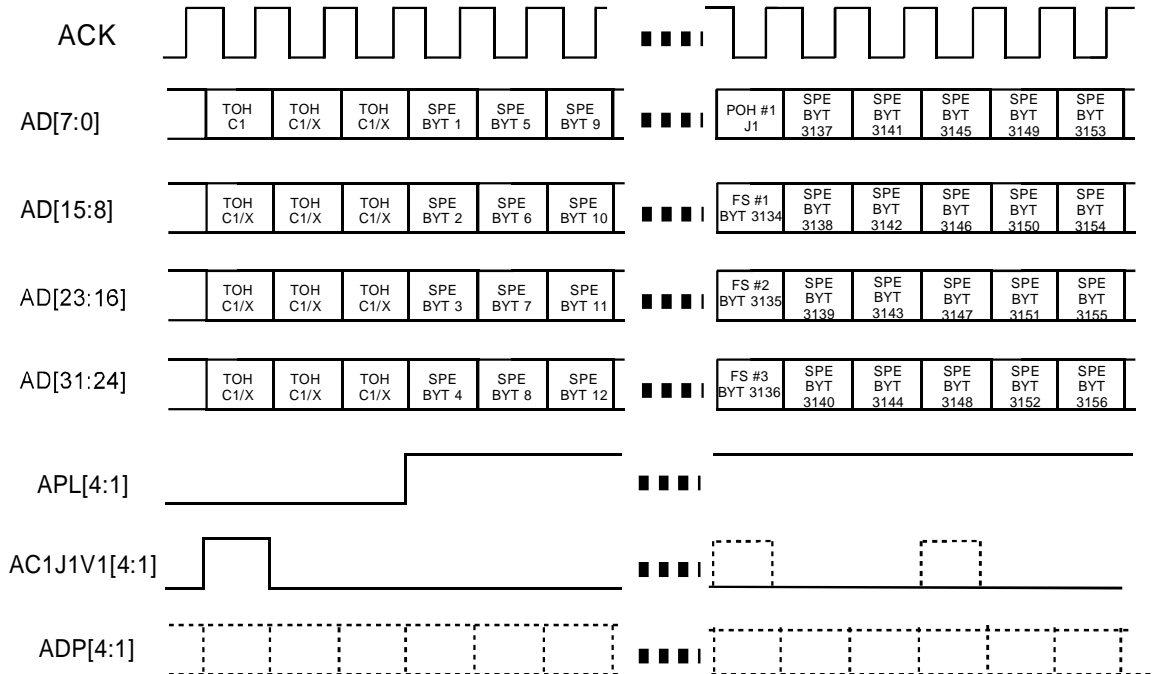 ACK
AD[7:0]
TOH C1
TOH C1/X
TOH C1/X
SPE BYT 1
SPE BYT 5
SPE BYT 9
POH #1 J1
SPE BYT 3137
SPE BYT 3141
SPE BYT 3145
SPE BYT 3149
SPE BYT 3153
AD[15:8]
TOH C1/X
TOH C1/X
TOH C1/X
SPE BYT 2
SPE BYT 6
SPE BYT 10
FS #1 BYT 3134
SPE BYT 3138
SPE BYT 3142
SPE BYT 3146
SPE BYT 3150
SPE BYT 3154
AD[23:16]
TOH C1/X
TOH C1/X
TOH C1/X
SPE BYT 3
SPE BYT 7
SPE BYT 11
FS #2 BYT 3135
SPE BYT 3139
SPE BYT 3143
SPE BYT 3147
SPE BYT 3151
SPE BYT 3155
AD[31:24]
TOH C1/X
TOH C1/X
TOH C1/X
SPE BYT 4
SPE BYT 8
SPE BYT 12
FS #3 BYT 3136
SPE BYT 3140
SPE BYT 3144
SPE BYT 3148
SPE BYT 3152
SPE BYT 3156
APL[4:1]
AC1J1V1[4:1]
ADP[4:1]